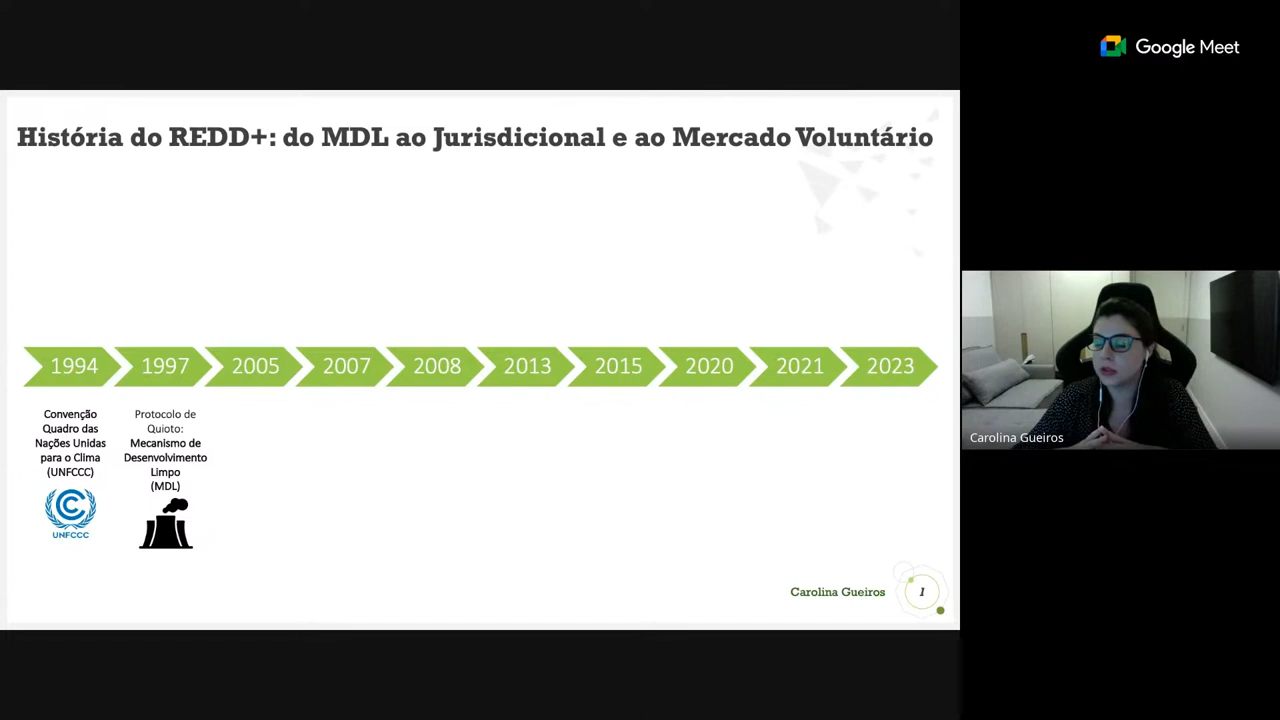 Google Meet
História do REDD+: do MDL ao Jurisdicional e ao Mercado Voluntário
1994 1997 2005 2007 2008 2013 2015 2020 2021 2023
Convenção
Quadro das
Nações Unidas
para o Clima
(UNFCCC)
UNFCCC
Protocolo de
Quioto:
Mecanismo de
Desenvolvimento
Limpo
(MDL)
Carolina Gueiros
1
Carolina Gueiros